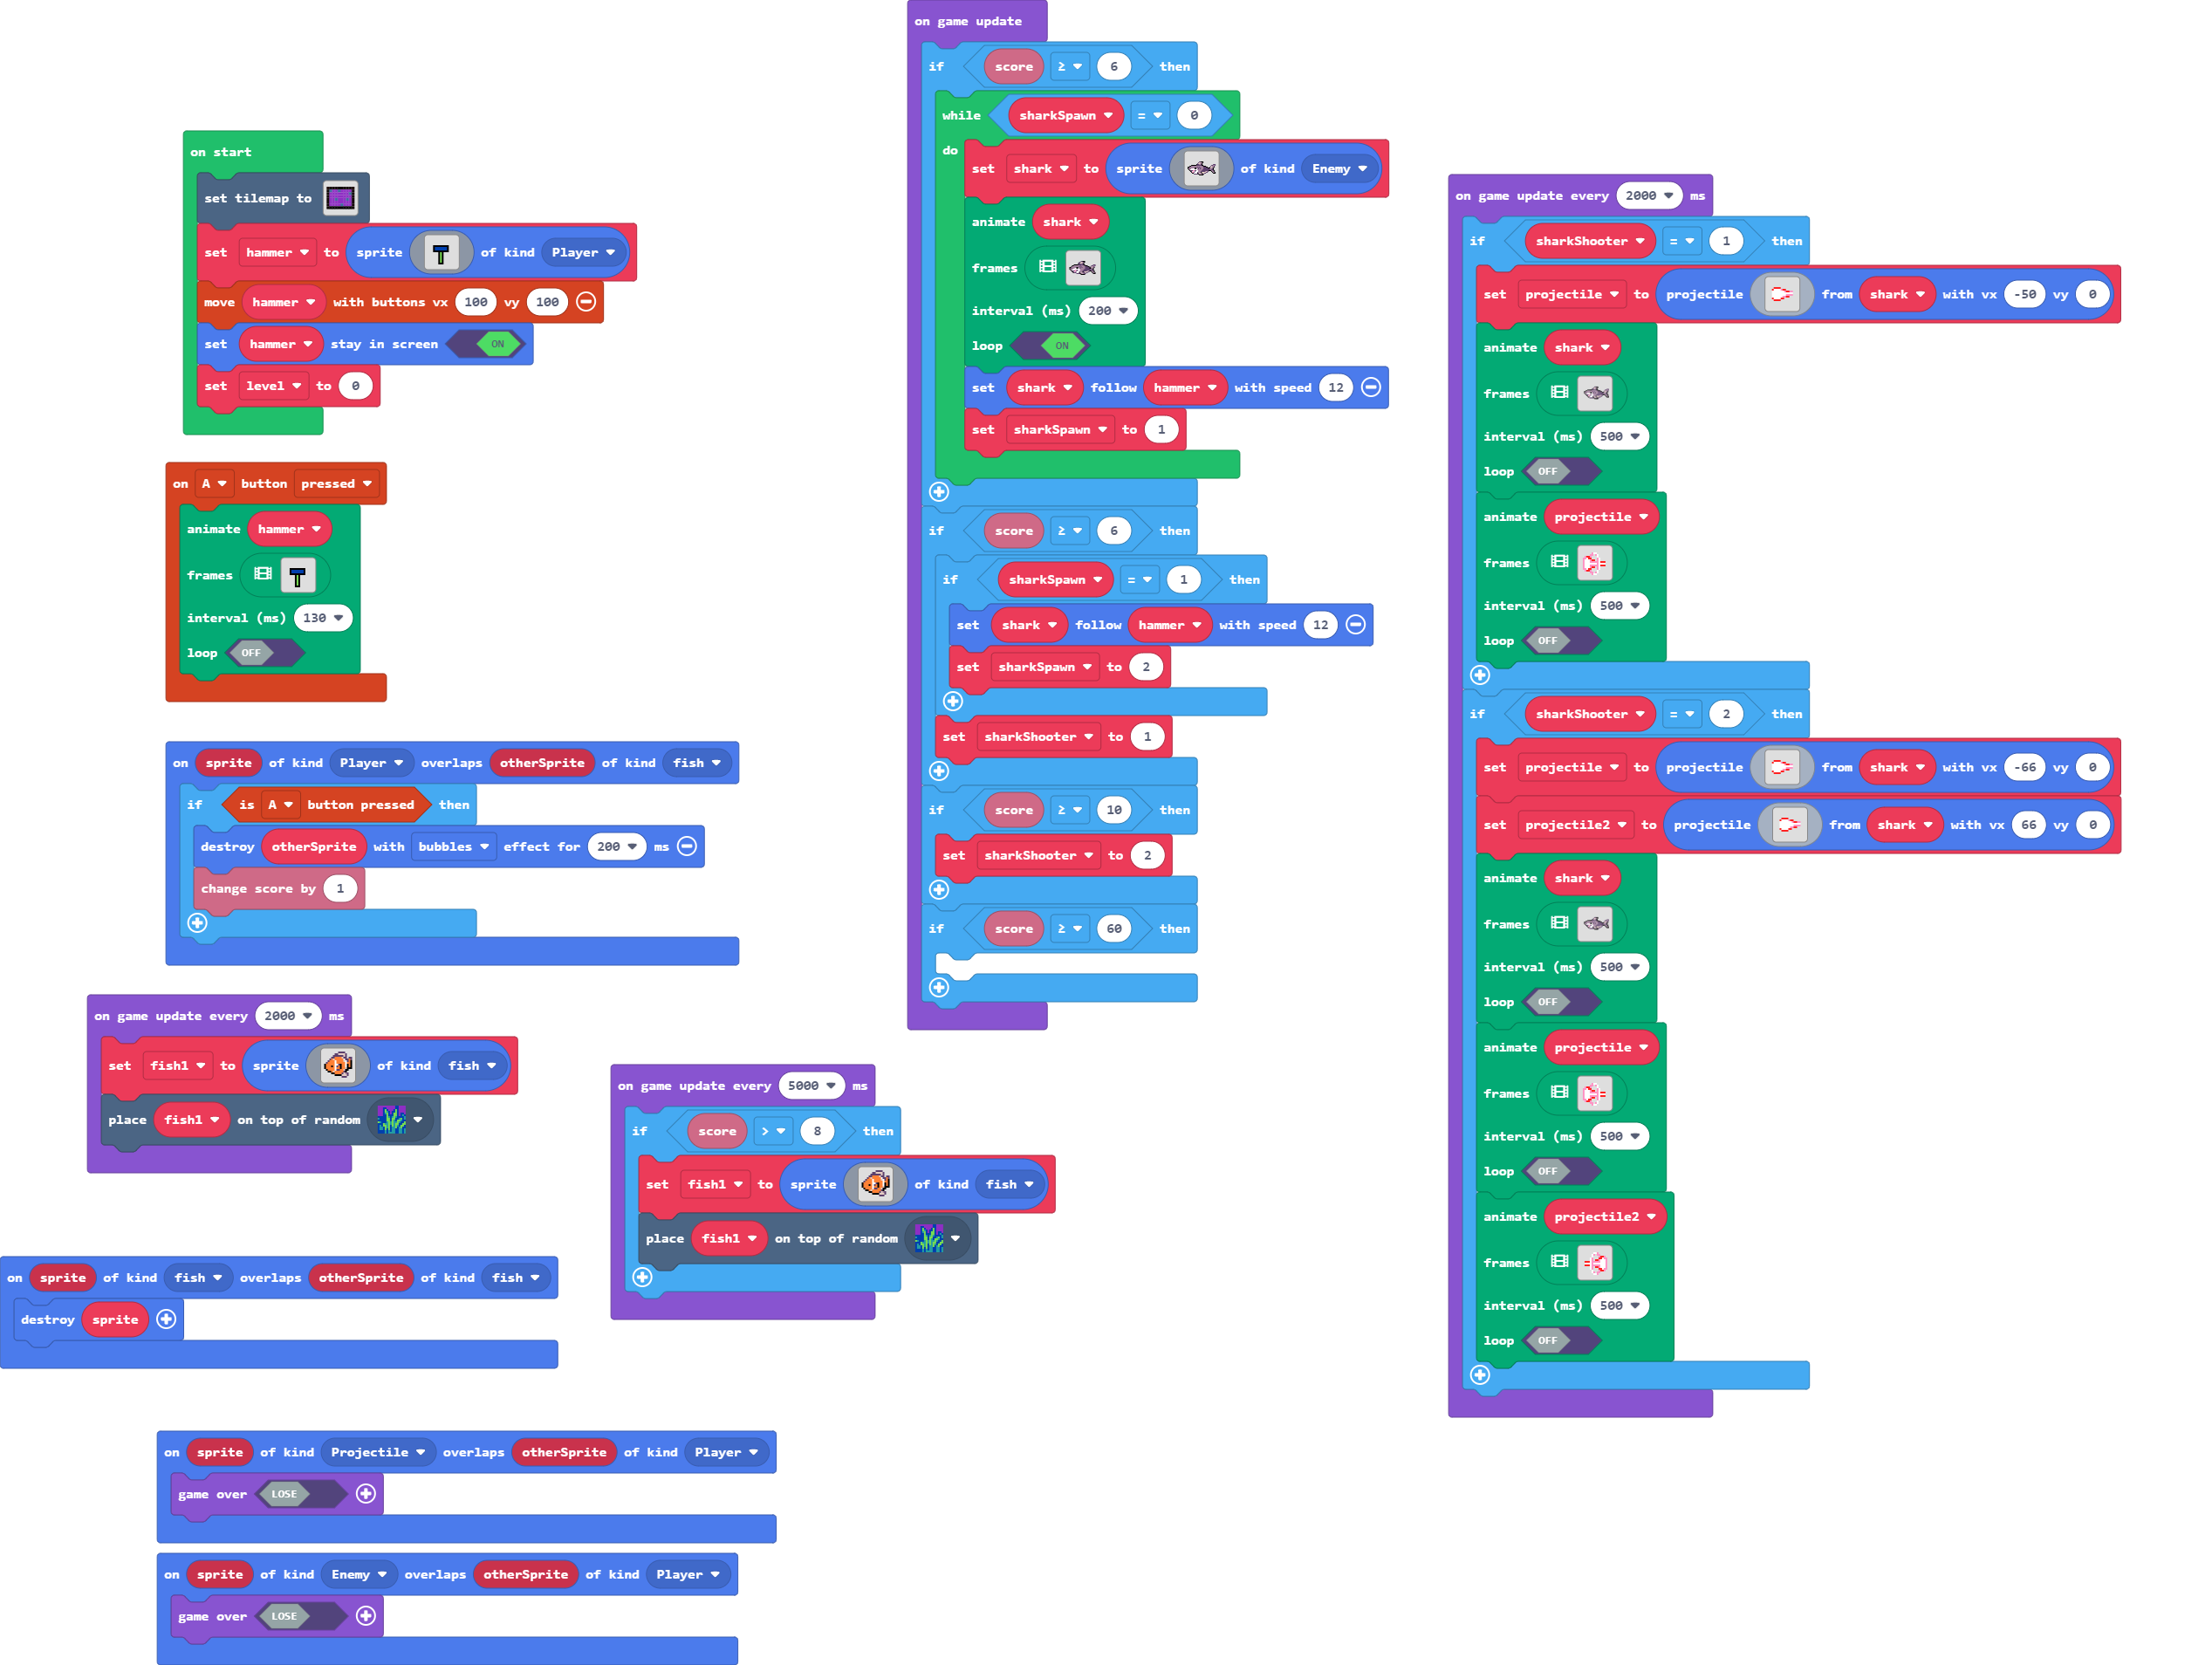 on start
set tilemap to
set hammer to sprite of kind Player
move hammer with buttons vx 100 vy 100
set hammer stay in screen ON
set level to 0
on A button pressed
animate hammer
frames
interval (ms) 130
loop OFF
on sprite of kind Player overlaps otherSprite of kind fish
if is A button pressed then
destroy otherSprite with bubbles effect for 200 ms
change score by 1
on game update every 2000 ms
set fish1 to sprite of kind fish
place fish1 on top of random
on sprite of kind fish overlaps otherSprite of kind fish
destroy sprite
on sprite of kind Projectile overlaps otherSprite of kind Player
game over LOSE
on sprite of kind Enemy overlaps otherSprite of kind Player
game over LOSE
on game update every 5000 ms
if score > 8 then
set fish1 to sprite of kind fish
place fish1 on top of random
on game update
if score ≥ 6 then
while sharkSpawn = 0
do
set shark to sprite of kind Enemy
animate shark
frames
interval (ms) 200
loop ON
set shark follow hammer with speed 12
set sharkSpawn to 1
if score ≥ 6 then
if sharkSpawn = 1 then
set shark follow hammer with speed 12
set sharkSpawn to 2
set sharkShooter to 1
if score ≥ 10 then
set sharkShooter to 2
if score ≥ 60 then
on game update every 2000 ms
if sharkShooter = 1 then
set projectile to projectile from shark with vx -50 vy 0
animate shark
frames
interval (ms) 500
loop OFF
animate projectile
frames
interval (ms) 500
loop OFF
if sharkShooter = 2 then
set projectile to projectile from shark with vx -66 vy 0
set projectile2 to projectile from shark with vx 66 vy 0
animate shark
frames
interval (ms) 500
loop OFF
animate projectile
frames
interval (ms) 500
loop OFF
animate projectile2
frames
interval (ms) 500
loop OFF